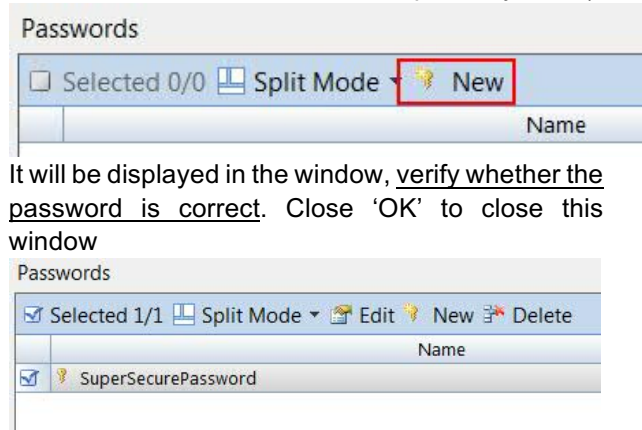 Passwords
Selected 0/0 Split Mode New
Name
It will be displayed in the window, verify whether the
password is correct. Close ‘OK’ to close this
window
Passwords
Selected 1/1 Split Mode Edit New Delete
Name
SuperSecurePassword